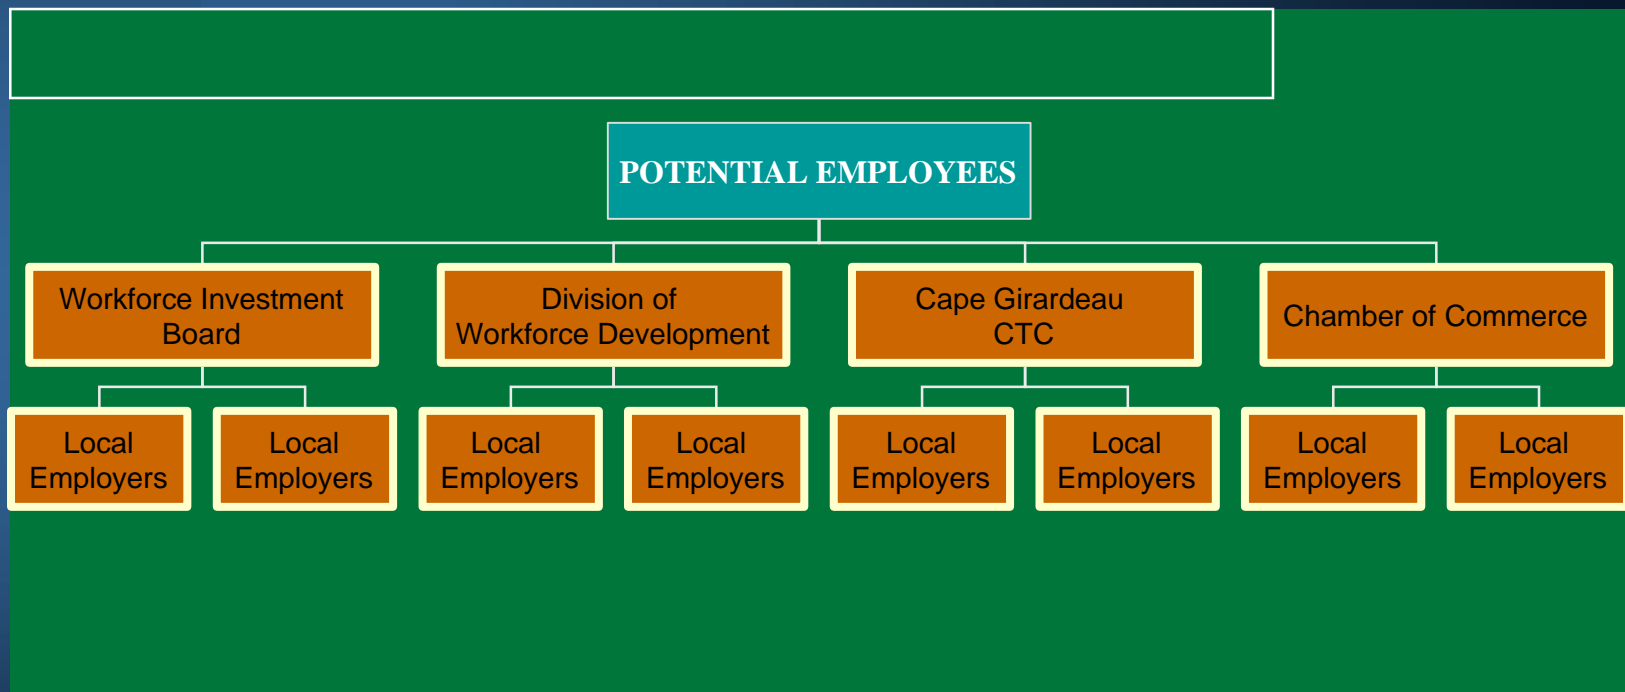 POTENTIAL EMPLOYEES
Workforce Investment
Board
Division of
Workforce Development
Cape Girardeau
CTC
Chamber of Commerce
Local
Employers
Local
Employers
Local
Employers
Local
Employers
Local
Employers
Local
Employers
Local
Employers
Local
Employers